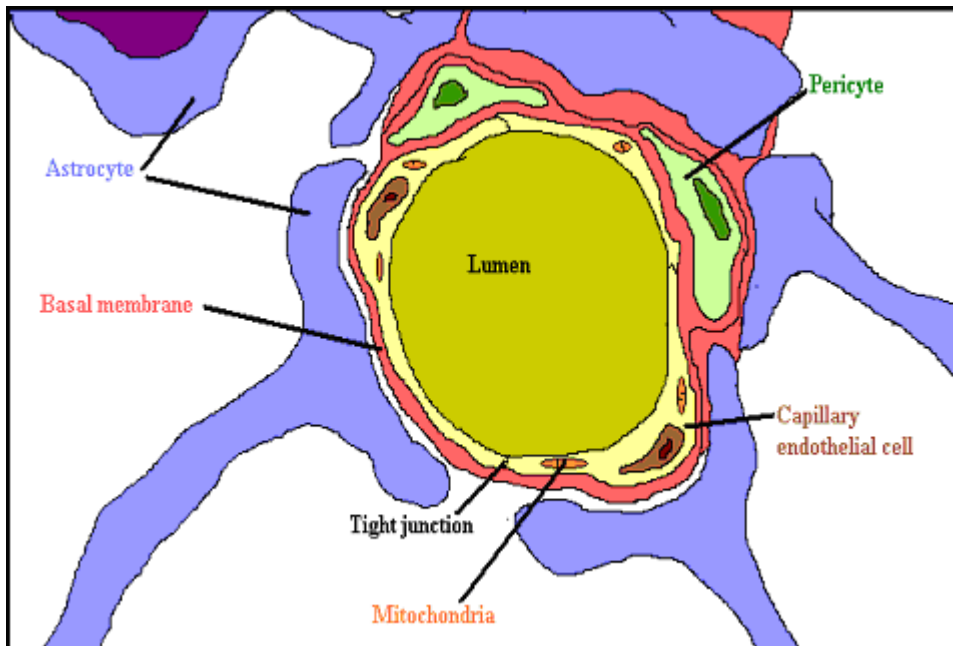 Pericyte
Astrocyte
Lumen
Basal membrane
Capillary
endothelial cell
Tight junction
Mitochondria